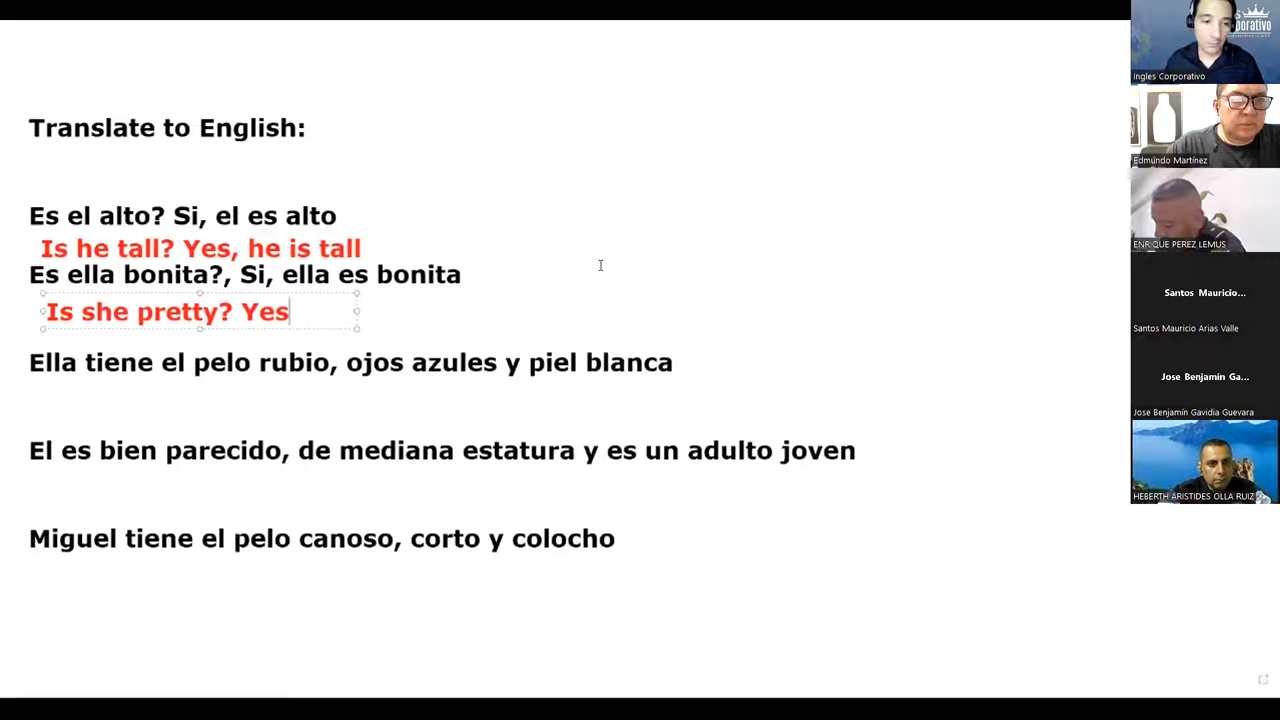 Translate to English:
Es el alto? Si, el es alto
Is he tall? Yes, he is tall
Es ella bonita?, Si, ella es bonita
Is she pretty? Yes
Ella tiene el pelo rubio, ojos azules y piel blanca
El es bien parecido, de mediana estatura y es un adulto joven
Miguel tiene el pelo canoso, corto y colocho
Ingles Corporativo
Edmundo Martínez
ENRIQUE PEREZ LEMUS
Santos Mauricio...
Santos Mauricio Arias Valle
Jose Benjamín Ga...
Jose Benjamín Gavidia Guevara
HEBERTH ARISTIDES OLLA RUIZ